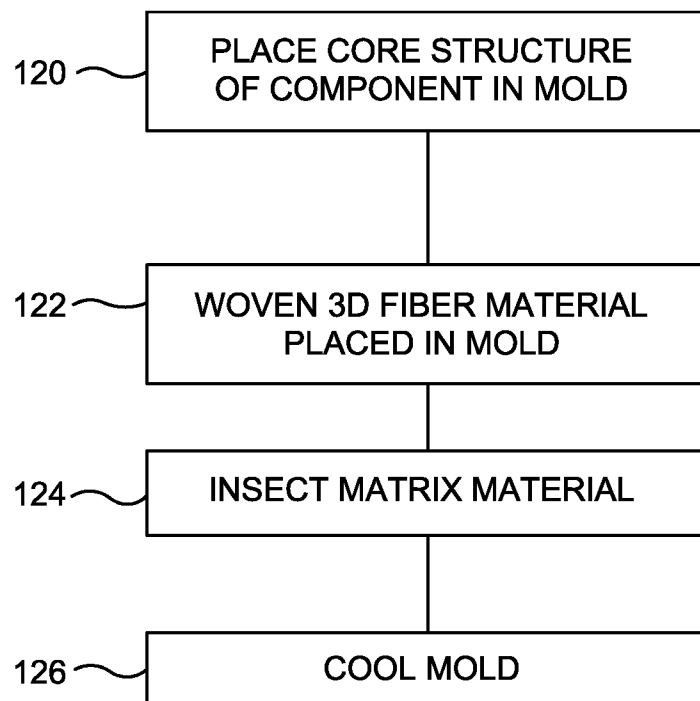 120
PLACE CORE STRUCTURE
OF COMPONENT IN MOLD
122
WOVEN 3D FIBER MATERIAL
PLACED IN MOLD
124
INSECT MATRIX MATERIAL
126
COOL MOLD